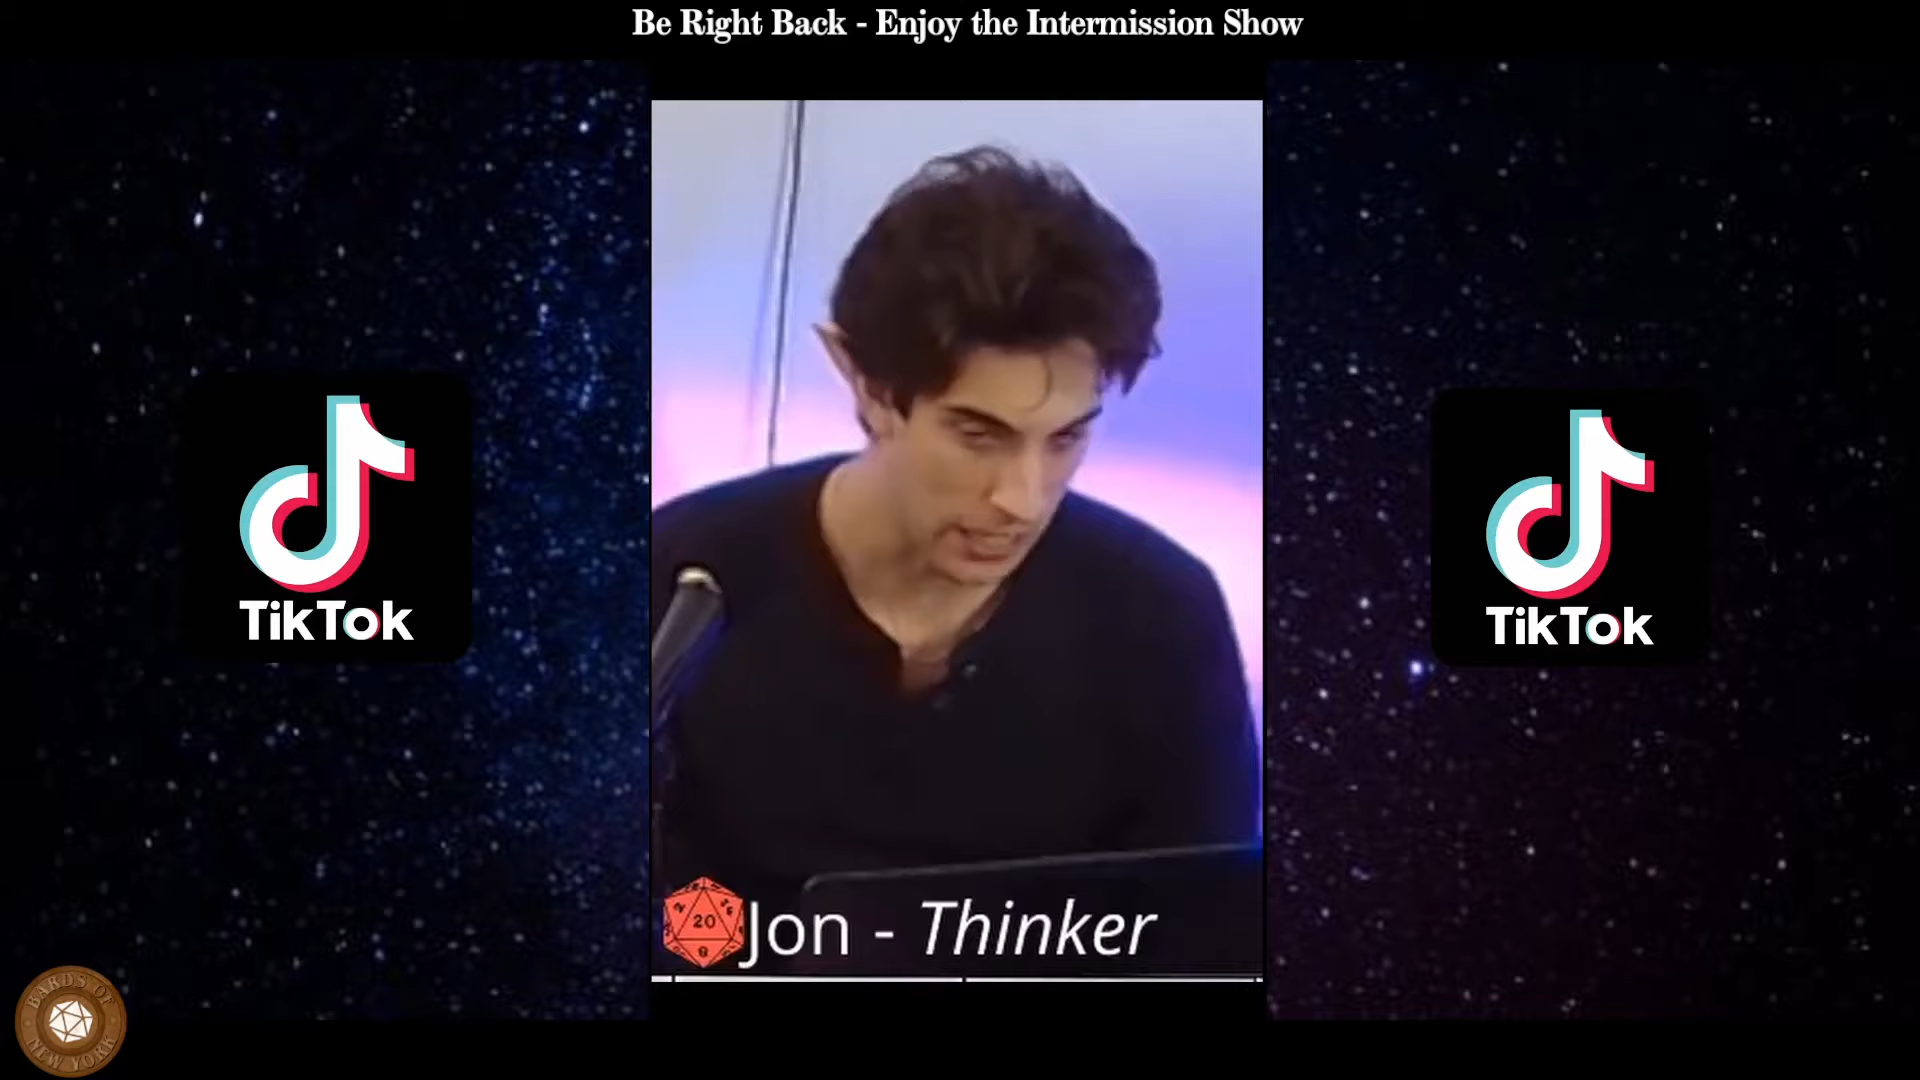 Be Right Back - Enjoy the Intermission Show
TikTok
TikTok
20
Jon - Thinker
BARDS OF
NEW YORK